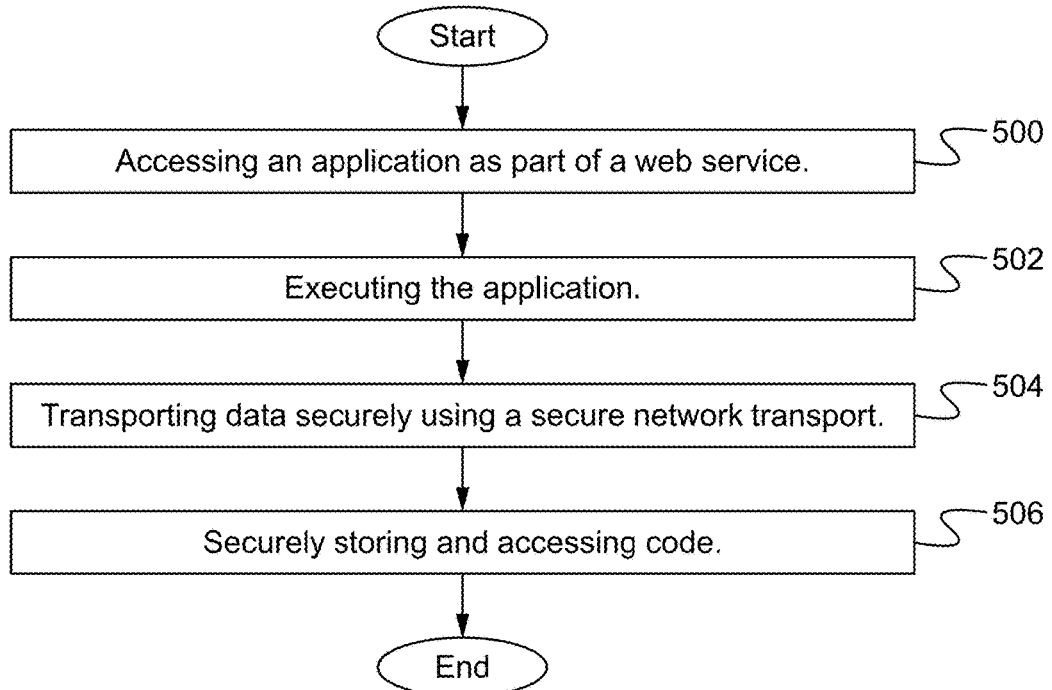 Start
500
Accessing an application as part of a web service.
502
Executing the application.
504
Transporting data securely using a secure network transport.
506
Securely storing and accessing code.
End